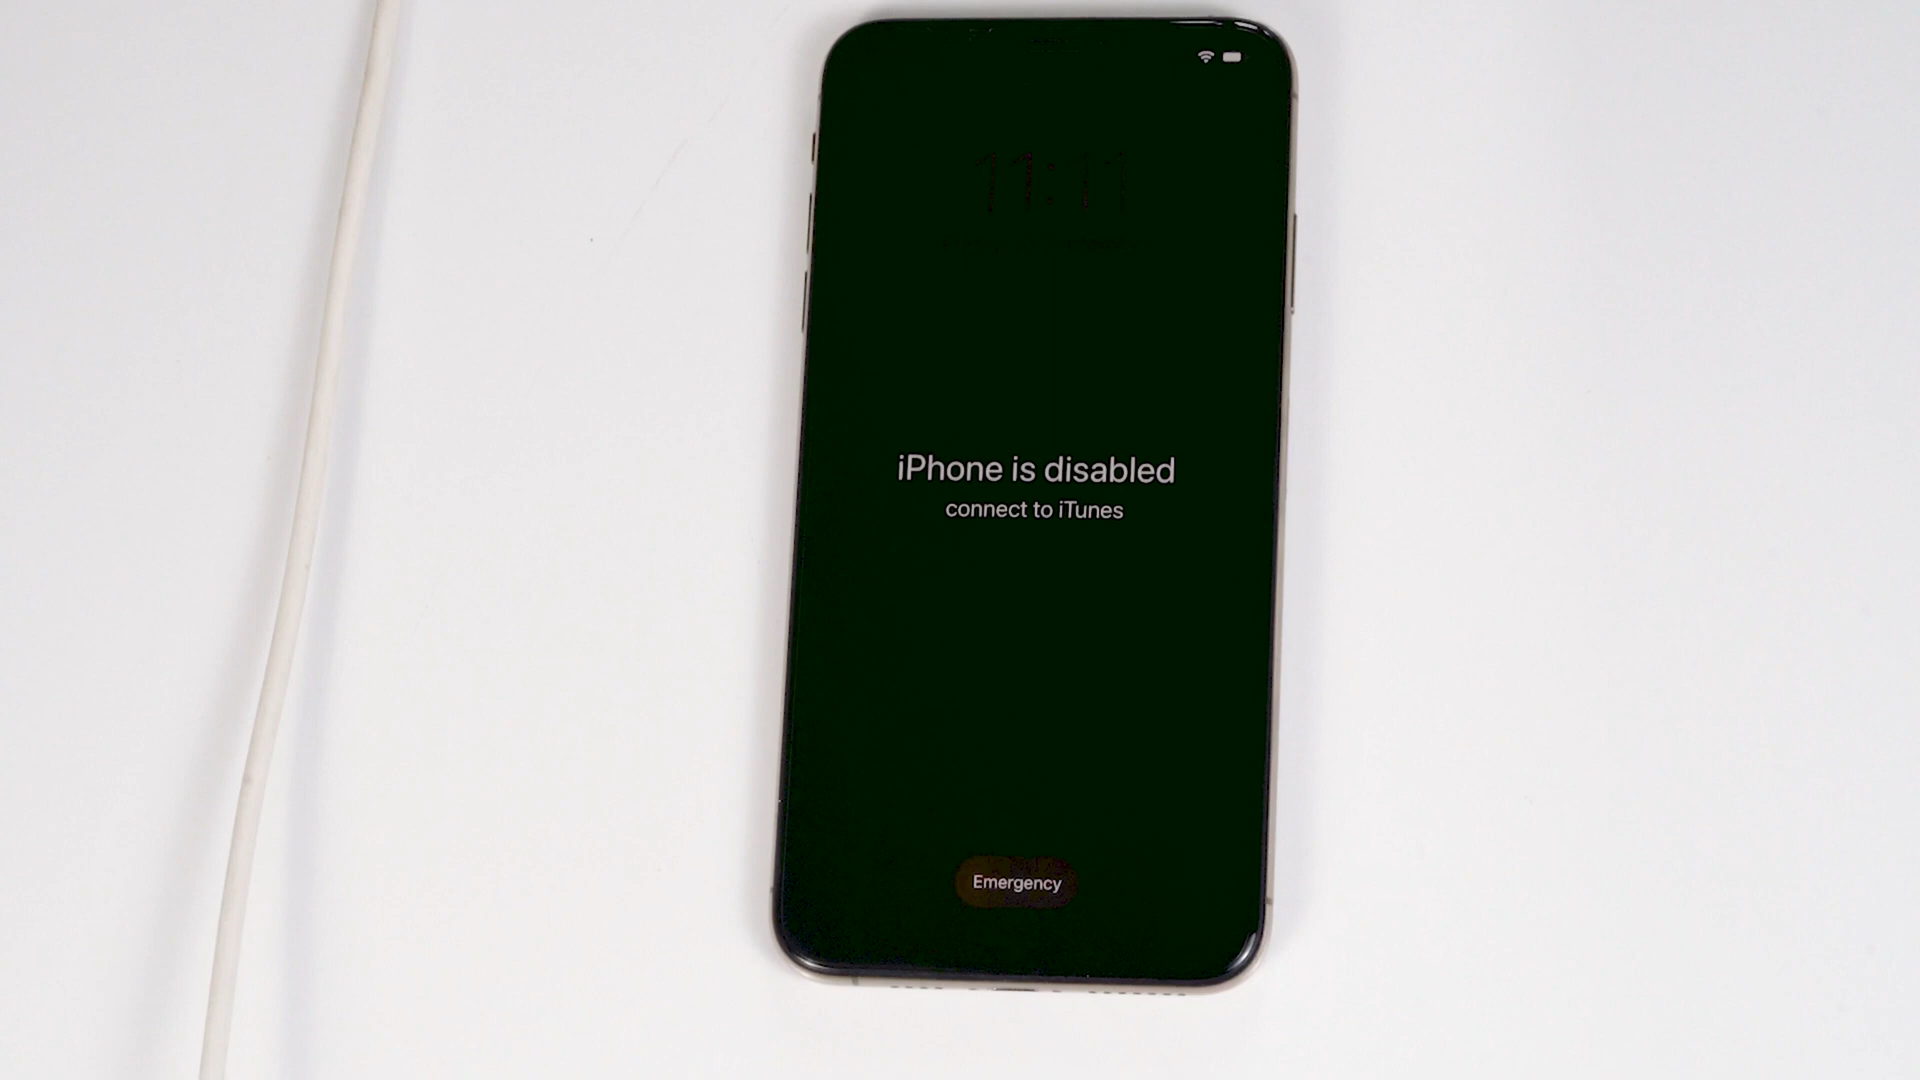 iPhone is disabled
connect to iTunes
Emergency